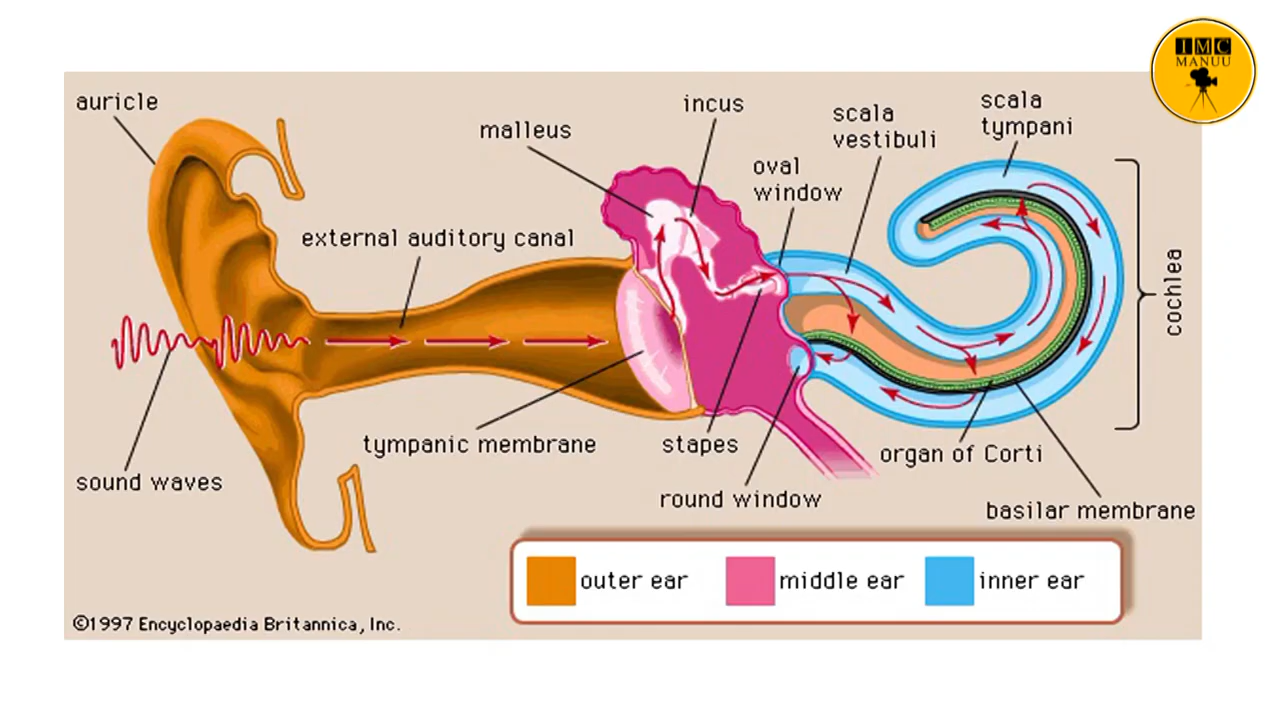 IMC
MANUU
auricle
malleus
incus
scala
vestibuli
scala
tympani
oval
window
external auditory canal
cochlea
sound waves
tympanic membrane
stapes
round window
organ of Corti
basilar membrane
outer ear
middle ear
inner ear
©1997 Encyclopaedia Britannica, Inc.